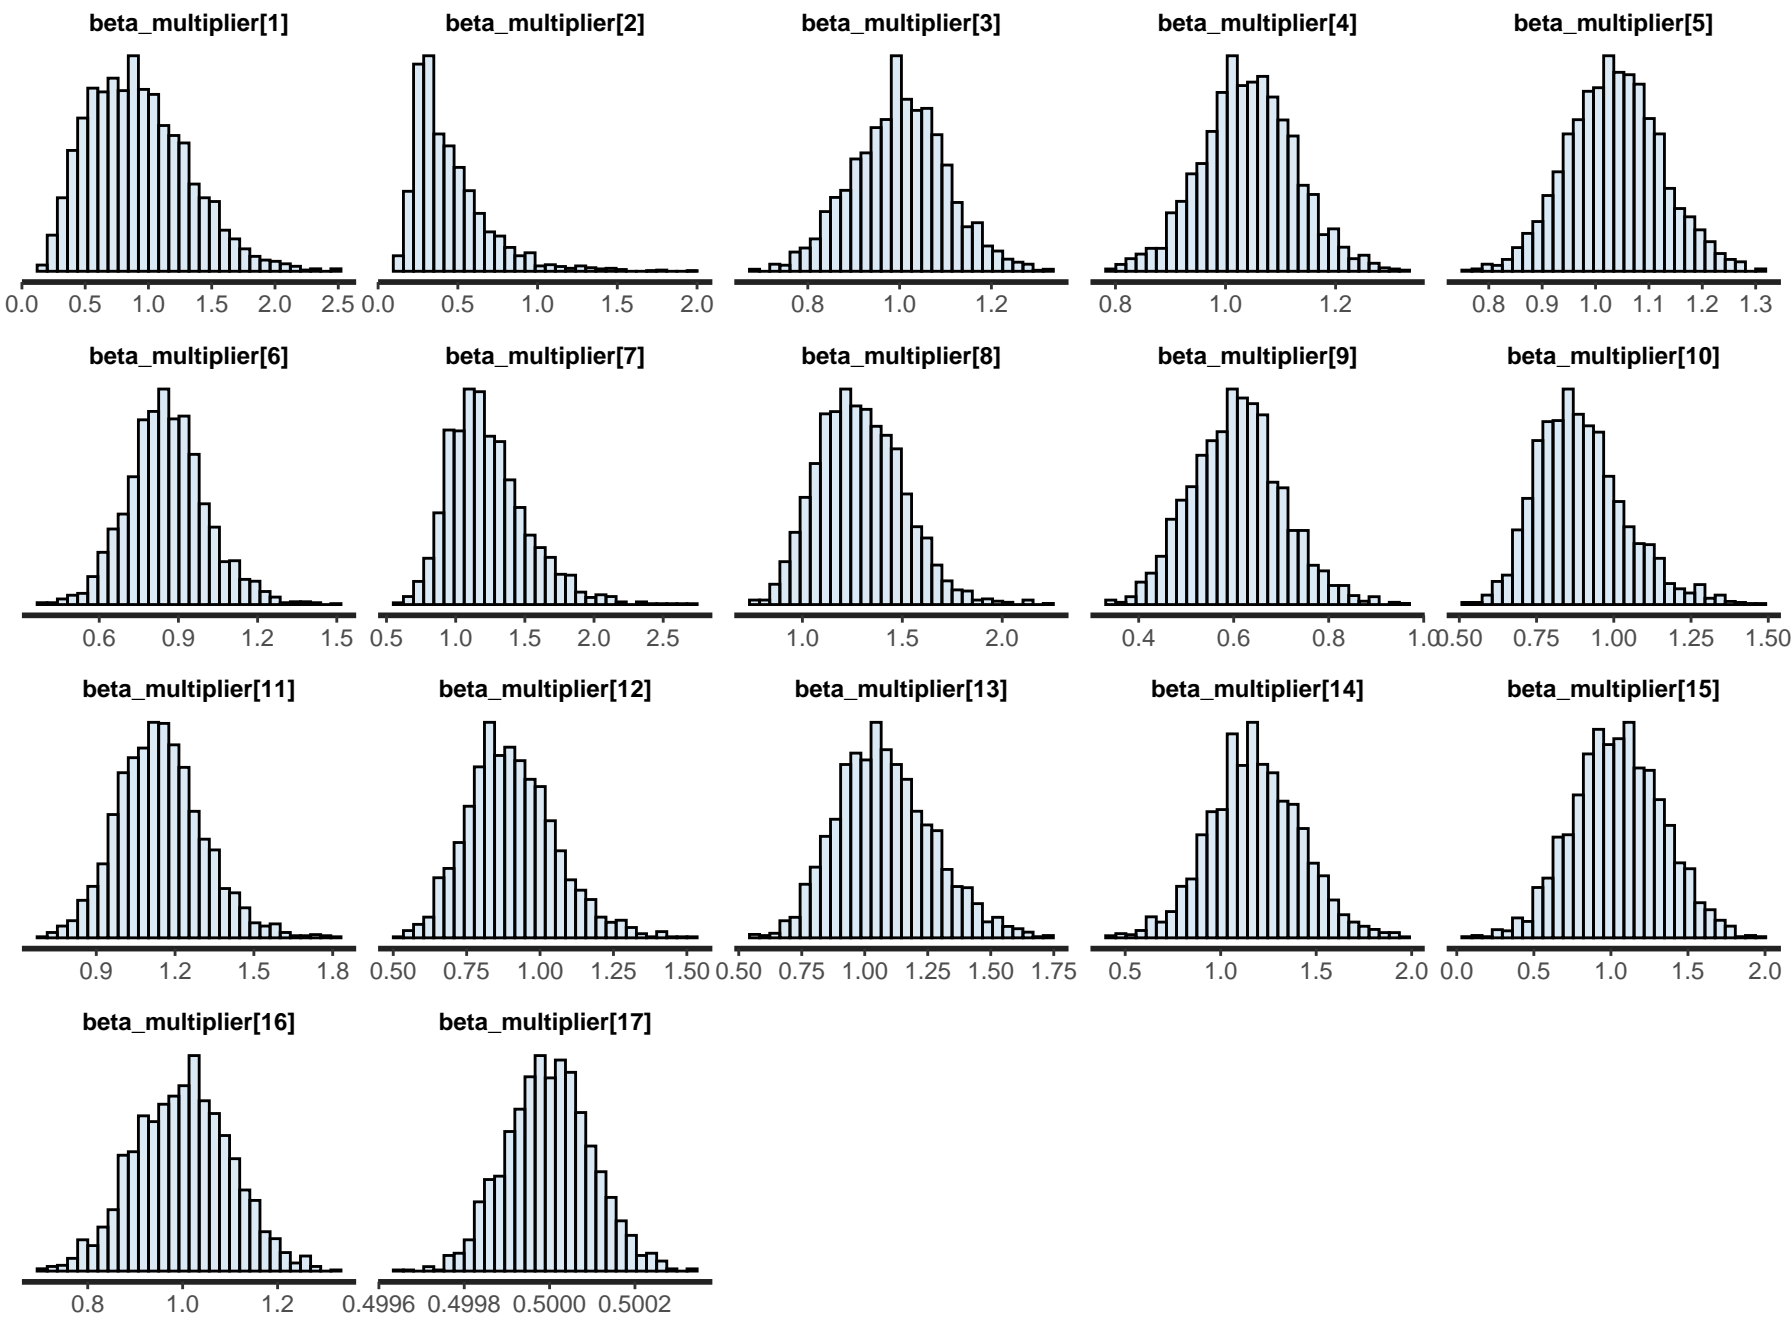 beta_multiplier[1] beta_multiplier[2] beta_multiplier[3] beta_multiplier[4] beta_multiplier[5]
0.0 0.5 1.0 1.5 2.0 2.5 0.0 0.5 1.0 1.5 2.0 0.8 1.0 1.2 0.8 1.0 1.2 0.8 0.9 1.0 1.1 1.2 1.3
beta_multiplier[6] beta_multiplier[7] beta_multiplier[8] beta_multiplier[9] beta_multiplier[10]
0.6 0.9 1.2 1.5 0.5 1.0 1.5 2.0 2.5 1.0 1.5 2.0 0.4 0.6 0.8 1.0 0.50 0.75 1.00 1.25 1.50
beta_multiplier[11] beta_multiplier[12] beta_multiplier[13] beta_multiplier[14] beta_multiplier[15]
0.9 1.2 1.5 1.8 0.50 0.75 1.00 1.25 1.50 0.50 0.75 1.00 1.25 1.75 0.5 1.0 1.5 2.0 0.0 0.5 1.0 1.5 2.0
beta_multiplier[16] beta_multiplier[17]
0.8 1.0 1.2 0.4996 0.4998 0.5000 0.5002